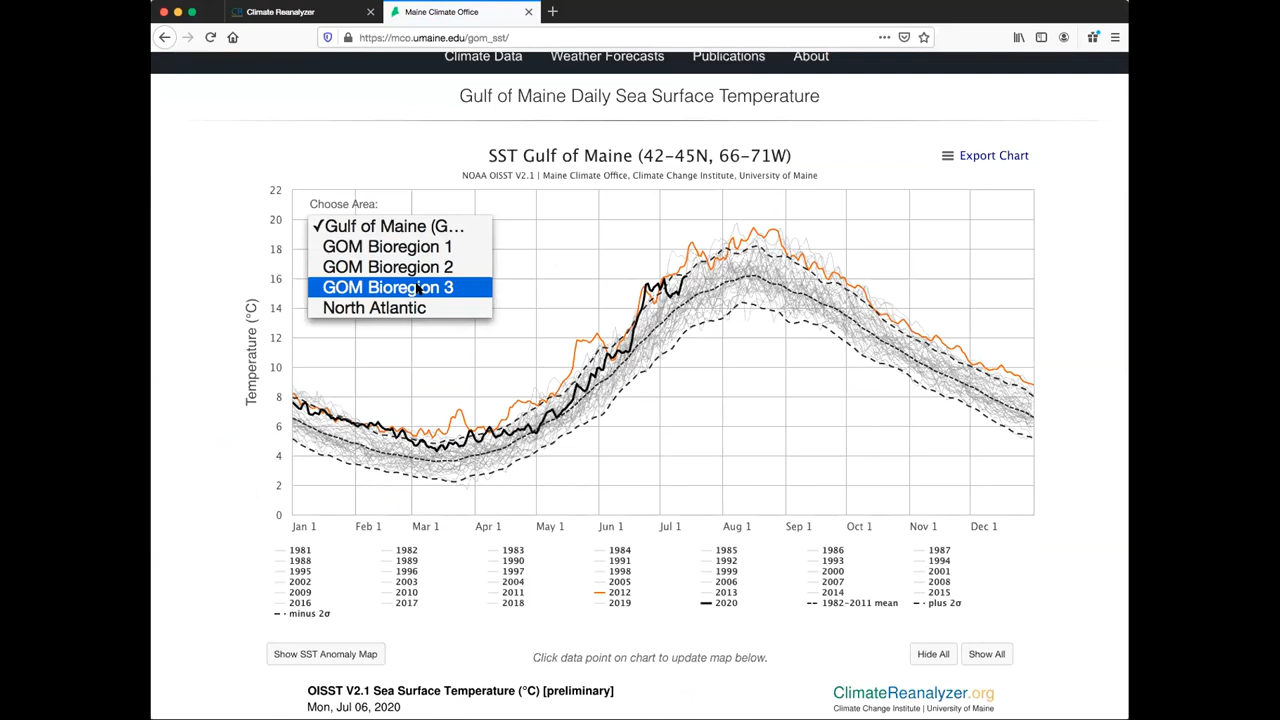 Climate Reanalyzer
Maine Climate Office
https://mco.umaine.edu/gom_sst/
Climate Data Weather Forecasts Publications About
Gulf of Maine Daily Sea Surface Temperature
SST Gulf of Maine (42-45N, 66-71W)
Export Chart
NOAA OISST V2.1 | Maine Climate Office, Climate Change Institute, University of Maine
Choose Area:
✓Gulf of Maine (G...
GOM Bioregion 1
GOM Bioregion 2
GOM Bioregion 3
North Atlantic
Temperature (°C)
22
20
18
16
14
12
10
8
6
4
2
0
Jan 1 Feb 1 Mar 1 Apr 1 May 1 Jun 1 Jul 1 Aug 1 Sep 1 Oct 1 Nov 1 Dec 1
1981 1982 1983 1984 1985 1986 1987
1988 1989 1990 1991 1992 1993 1994
1995 1996 1997 1998 1999 2000 2001
2002 2003 2004 2005 2006 2007 2008
2009 2010 2011 2012 2013 2014 2015
2016 2017 2018 2019 2020 1982-2011 mean plus 2σ
minus 2σ
Show SST Anomaly Map
Click data point on chart to update map below.
Hide All Show All
OISST V2.1 Sea Surface Temperature (°C) [preliminary]
Mon, Jul 06, 2020
ClimateReanalyzer.org
Climate Change Institute | University of Maine